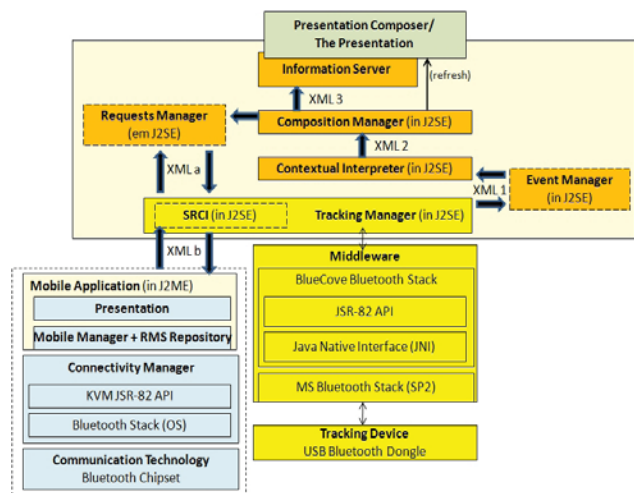 Presentation Composer/
The Presentation
Information Server
(refresh)
XML 3
Requests Manager
(em J2SE)
Composition Manager (in J2SE)
XML 2
XML a
Contextual Interpreter (in J2SE)
XML 1
Event Manager
(in J2SE)
SRCI (in J2SE)
Tracking Manager (in J2SE)
XML b
Middleware
BlueCove Bluetooth Stack
JSR-82 API
Java Native Interface (JNI)
MS Bluetooth Stack (SP2)
Tracking Device
USB Bluetooth Dongle
Mobile Application (in J2ME)
Presentation
Mobile Manager + RMS Repository
Connectivity Manager
KVM JSR-82 API
Bluetooth Stack (OS)
Communication Technology
Bluetooth Chipset